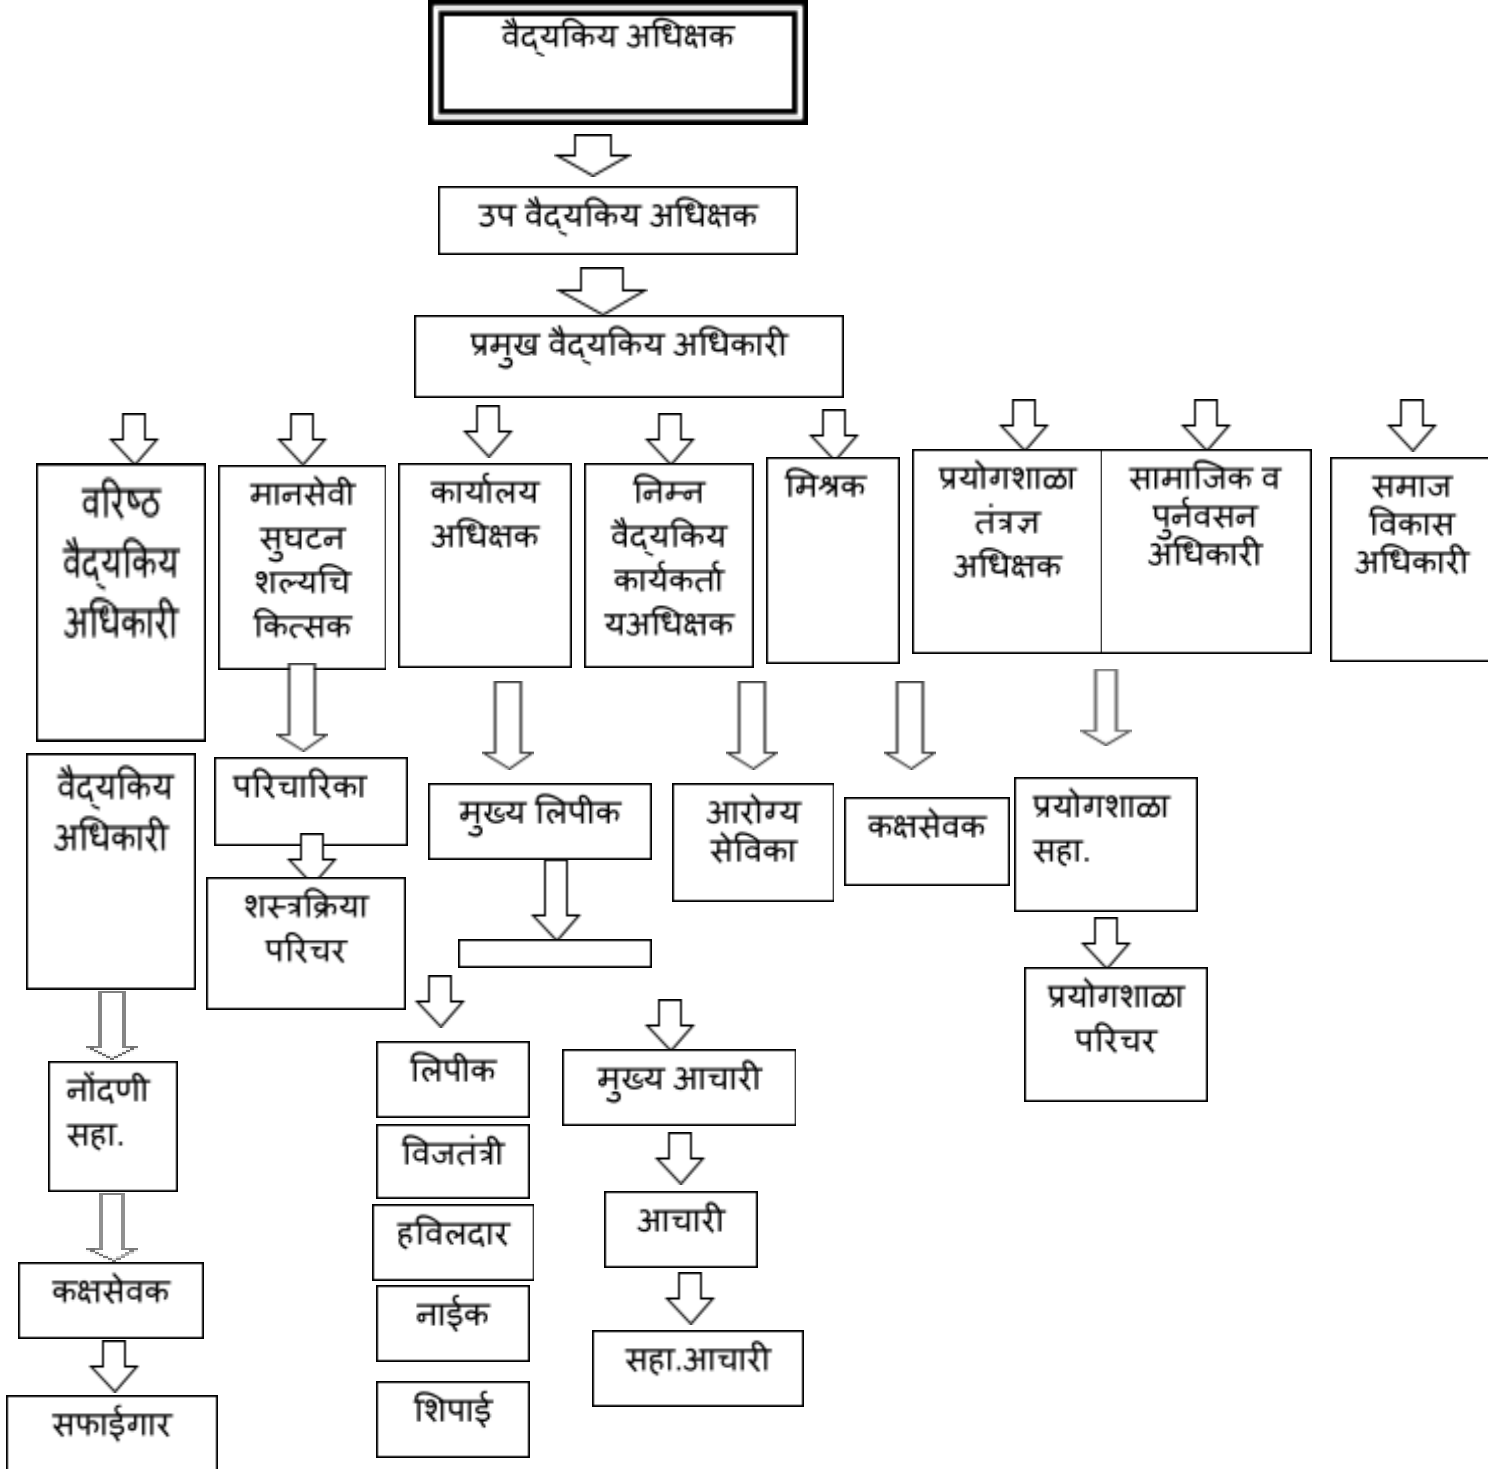 वैद्यकिय अधिक्षक
उप वैद्यकिय अधिक्षक
प्रमुख वैद्यकिय अधिकारी
वरिष्ठ
वैद्यकिय
अधिकारी
मानसेवी
सुघटन
शल्यचि
कित्सक
कार्यालय
अधिक्षक
निम्न
वैद्यकिय
कार्यकर्ता
यअधिक्षक
मिश्रक
प्रयोगशाळा
तंत्रज्ञ
अधिक्षक
सामाजिक व
पुर्नवसन
अधिकारी
समाज
विकास
अधिकारी
वैद्यकिय
अधिकारी
परिचारिका
मुख्य लिपीक
आरोग्य
सेविका
कक्षसेवक
प्रयोगशाळा
सहा.
शस्त्रक्रिया
परिचर
प्रयोगशाळा
परिचर
नोंदणी
सहा.
लिपीक
मुख्य आचारी
विजतंत्री
आचारी
हविलदार
कक्षसेवक
नाईक
सहा.आचारी
शिपाई
सफाईगार